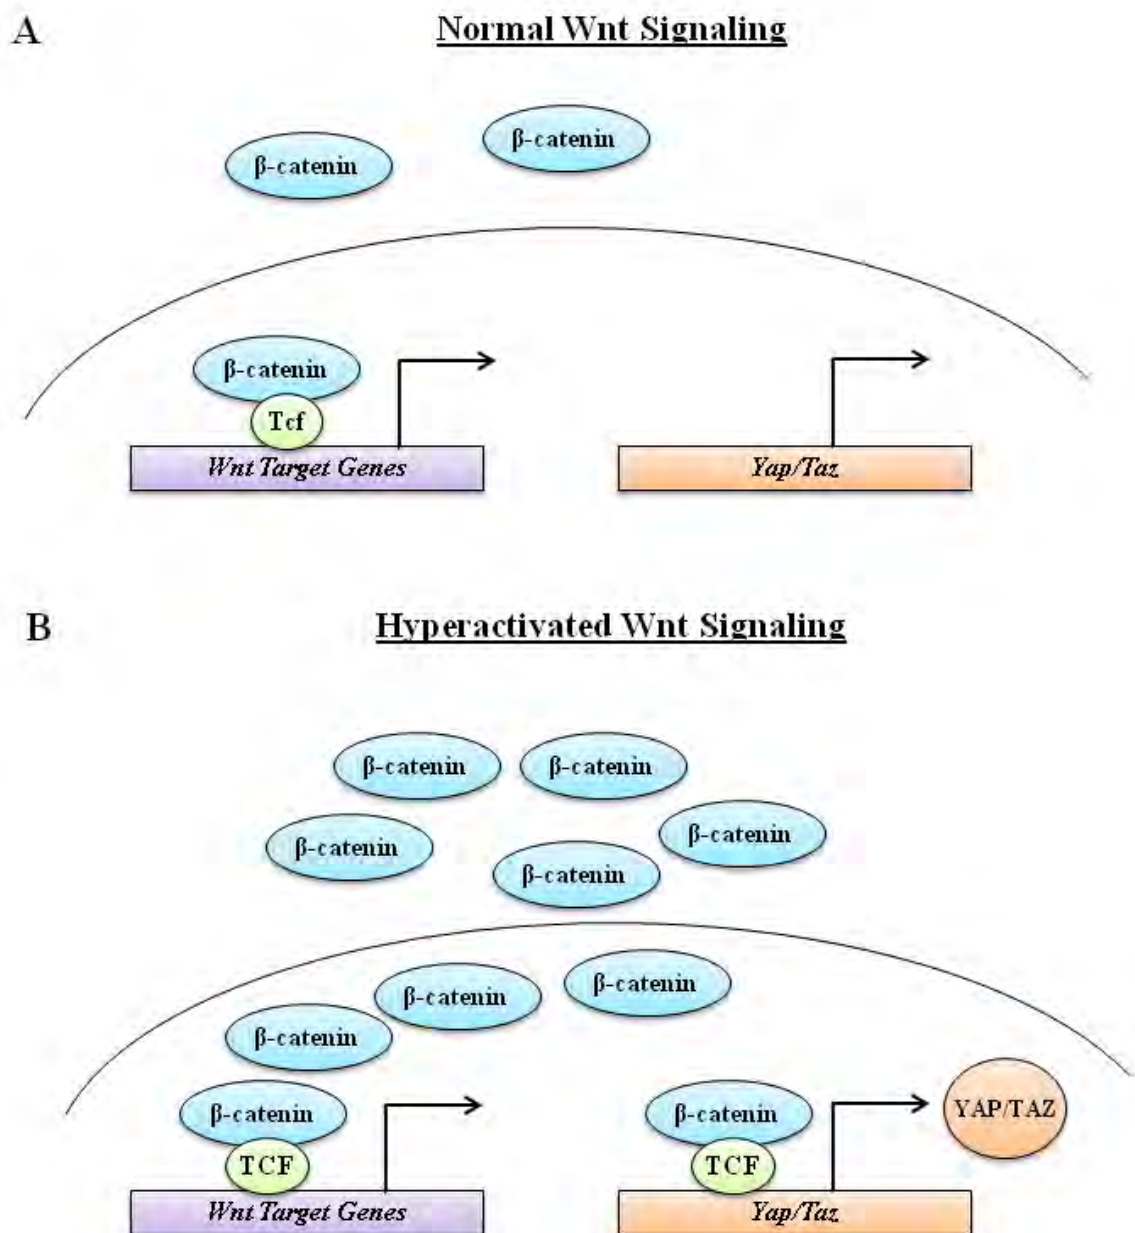 A
Normal Wnt Signaling
β-catenin
β-catenin
β-catenin
Tcf
Wnt Target Genes
Yap/Taz
B
Hyperactivated Wnt Signaling
β-catenin
β-catenin
β-catenin
β-catenin
β-catenin
β-catenin
β-catenin
β-catenin
β-catenin
β-catenin
YAP/TAZ
TCF
TCF
Wnt Target Genes
Yap/Taz